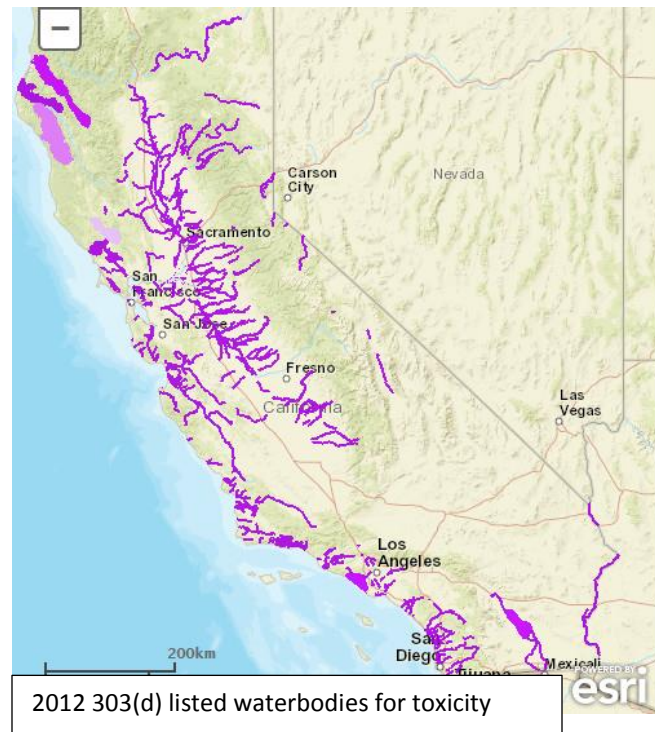 −
Carson
City
Nevada
Sacramento
San
Francisco
San Jose
Fresno
California
Las
Vegas
Los
Angeles
200km
San
Diego
Tijuana
Mexicali
POWERED BY
esri
2012 303(d) listed waterbodies for toxicity